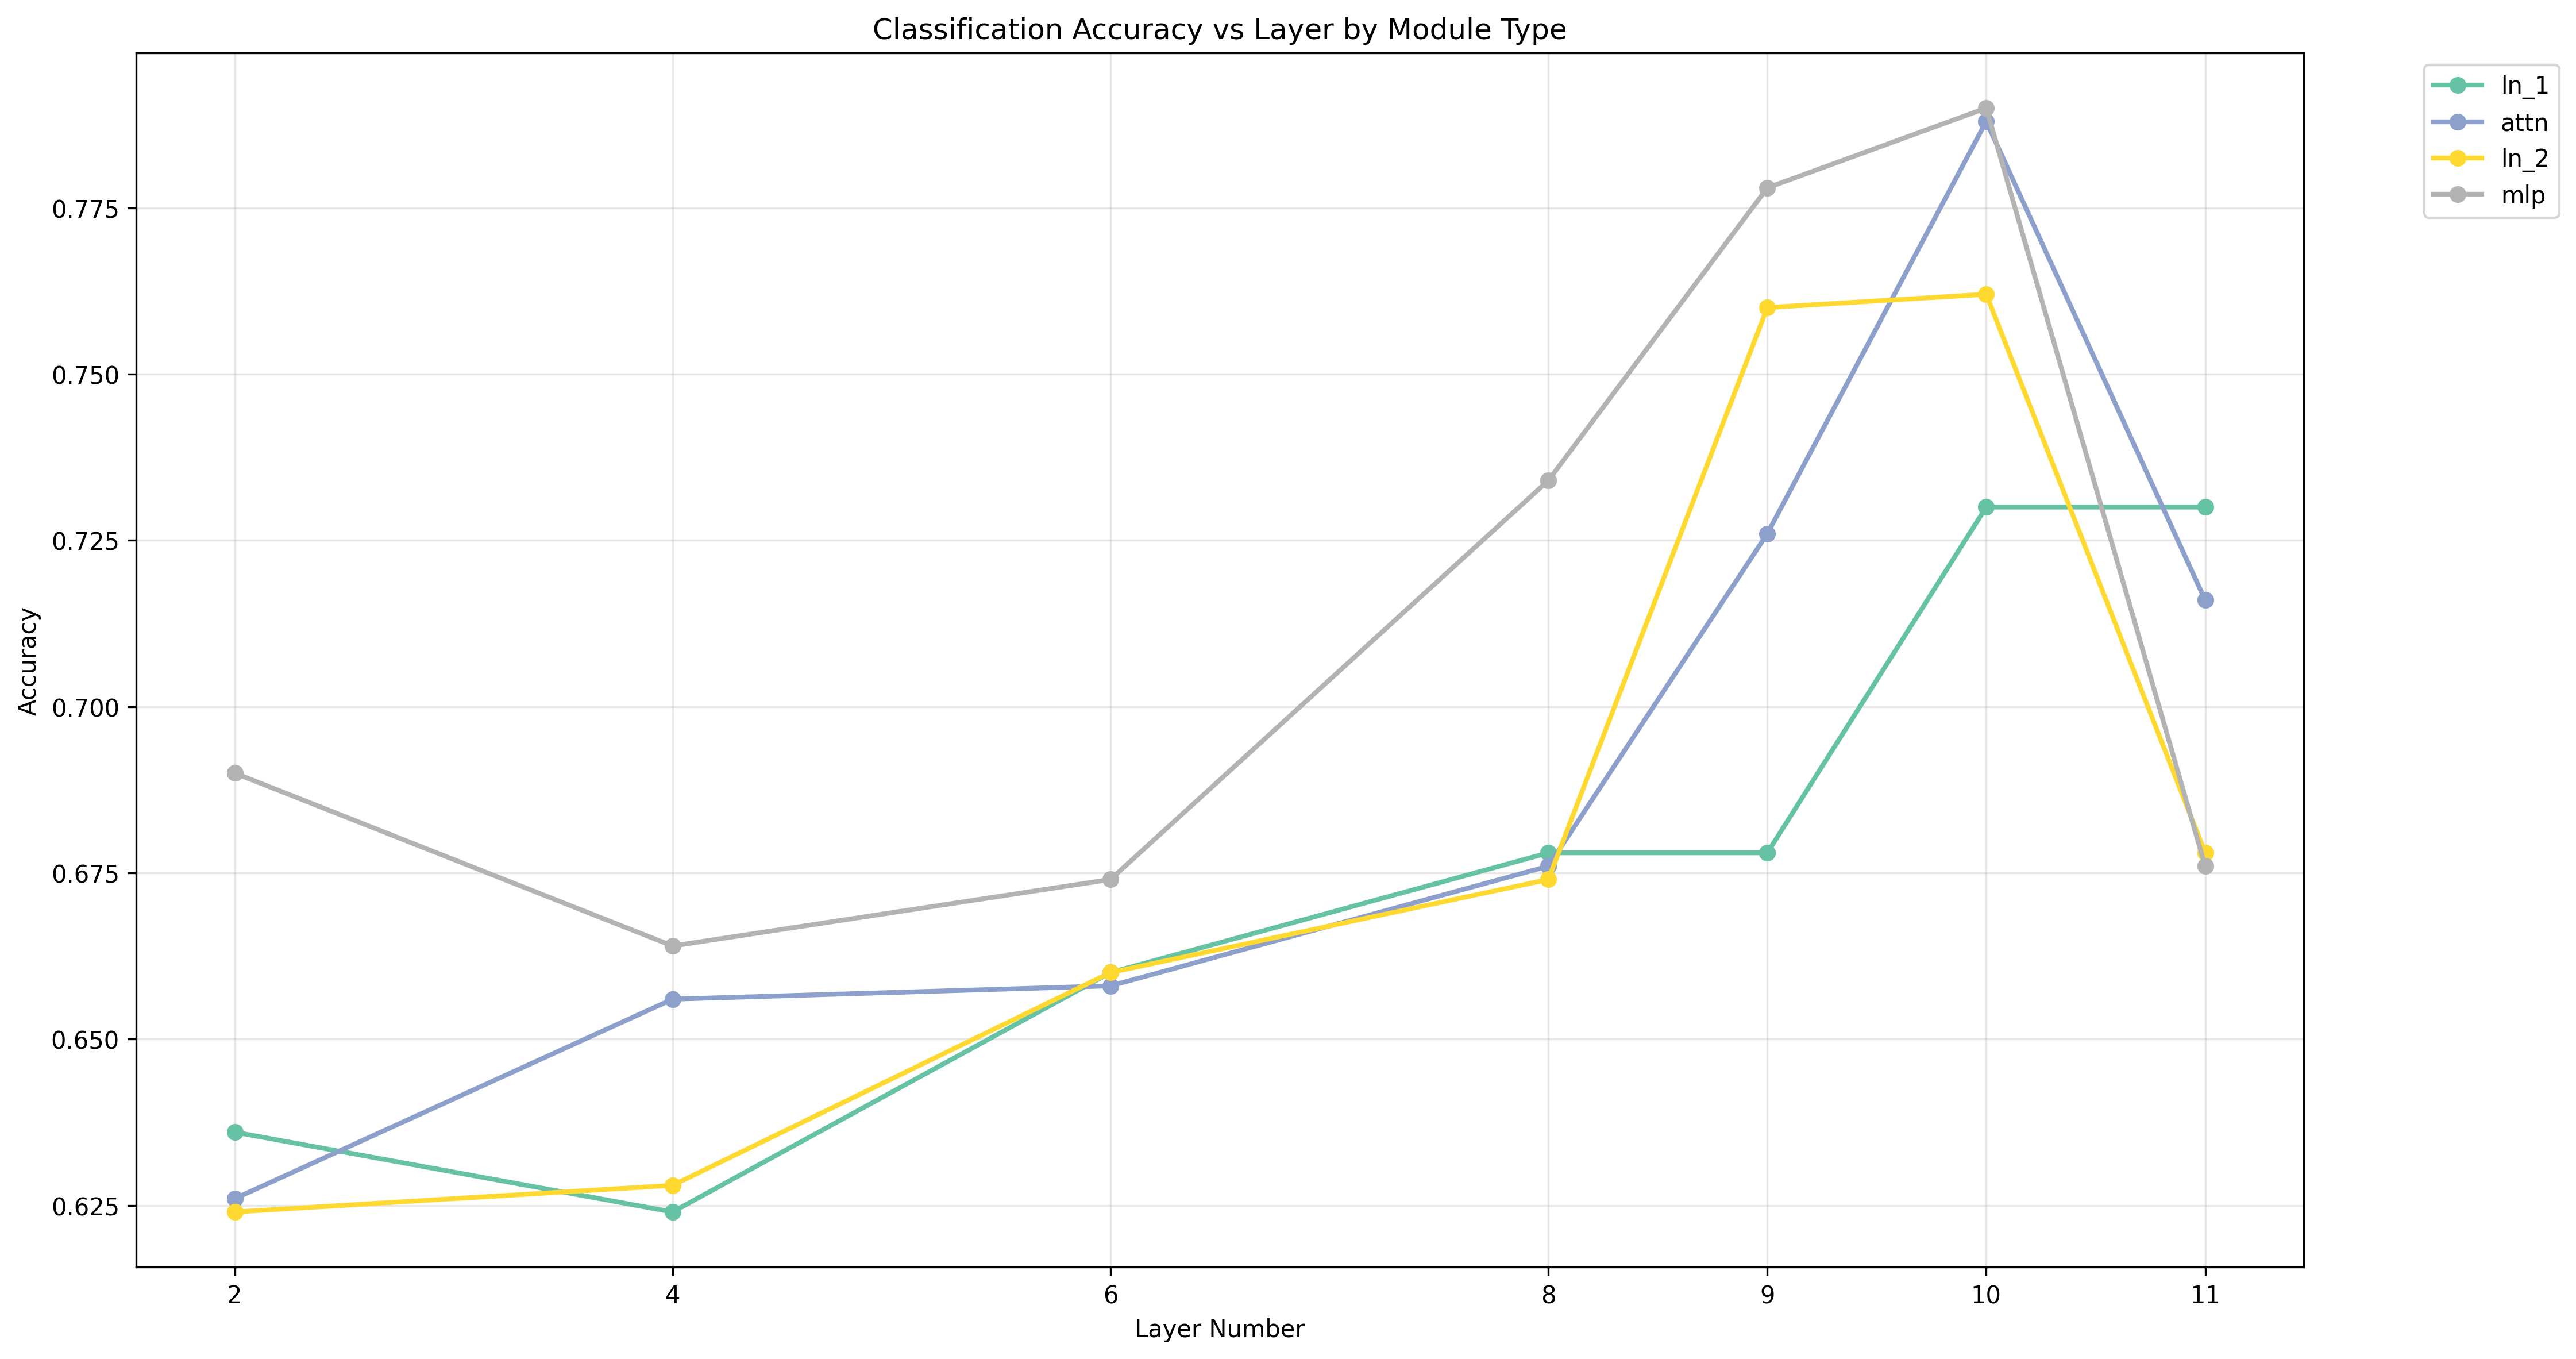 Classification Accuracy vs Layer by Module Type
ln_1
attn
ln_2
mlp
0.775
0.750
0.725
0.700
0.675
0.650
0.625
Accuracy
2 4 6 8 9 10 11
Layer Number